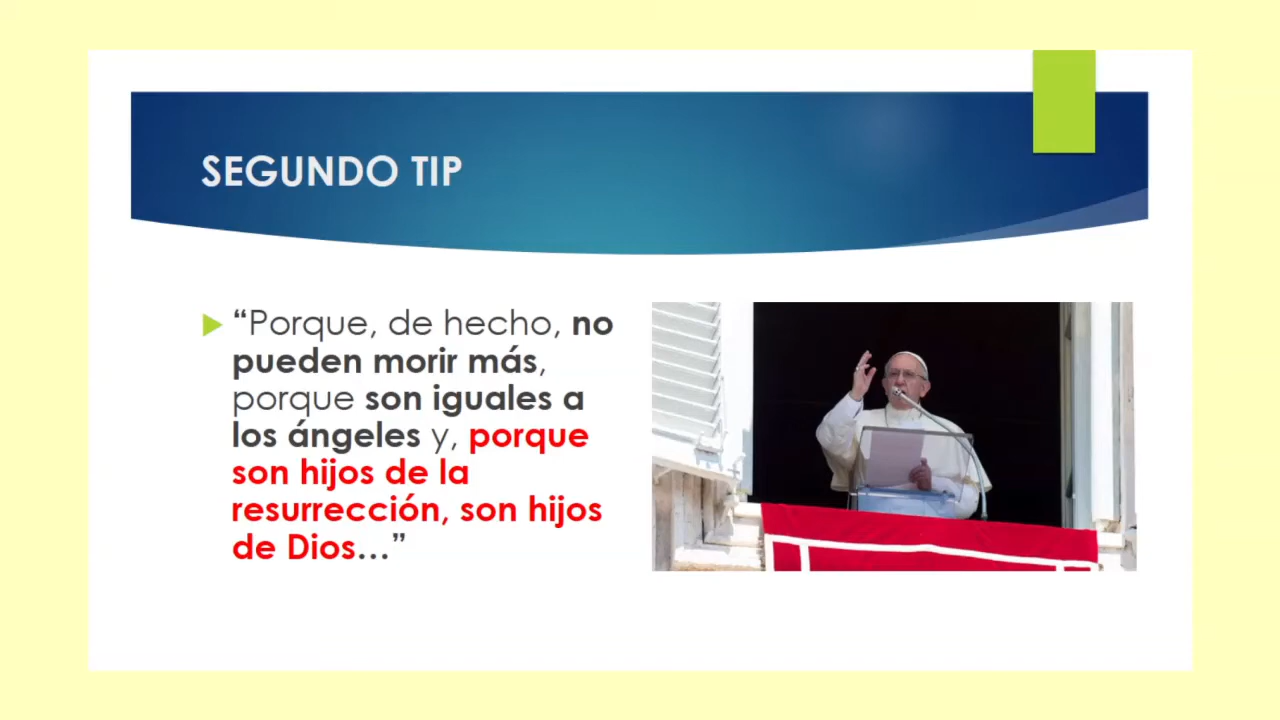 SEGUNDO TIP
“Porque, de hecho, no
pueden morir más,
porque son iguales a
los ángeles y, porque
son hijos de la
resurrección, son hijos
de Dios…”